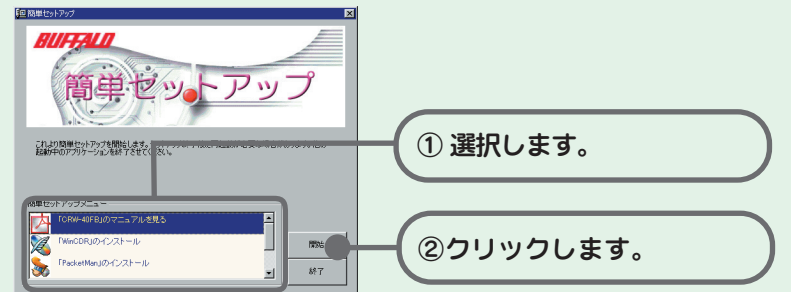 簡単セットアップ
BUFFALO
簡単セットアップ
これより簡単セットアップを開始します。
起動中のアプリケーションを終了させてください。
簡単セットアップメニュー
「CRW-40FB」のマニュアルを見る
「WinCDR」のインストール
「PacketMan」のインストール
開始
終了
① 選択します。
②クリックします。